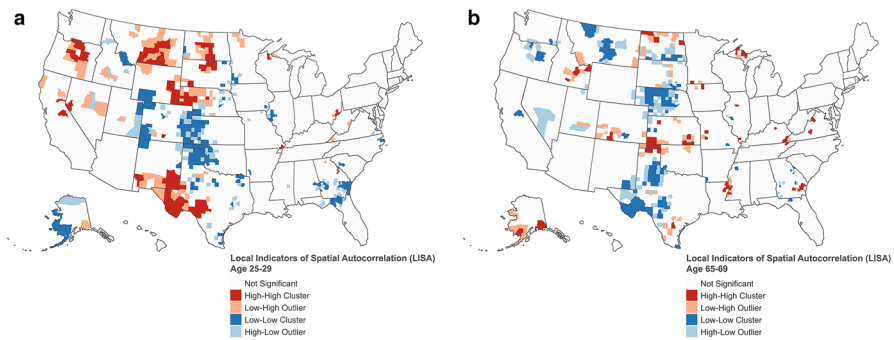 a
Local Indicators of Spatial Autocorrelation (LISA)
Age 25-29
Not Significant
High-High Cluster
Low-High Outlier
Low-Low Cluster
High-Low Outlier
b
Local Indicators of Spatial Autocorrelation (LISA)
Age 65-69
Not Significant
High-High Cluster
Low-High Outlier
Low-Low Cluster
High-Low Outlier